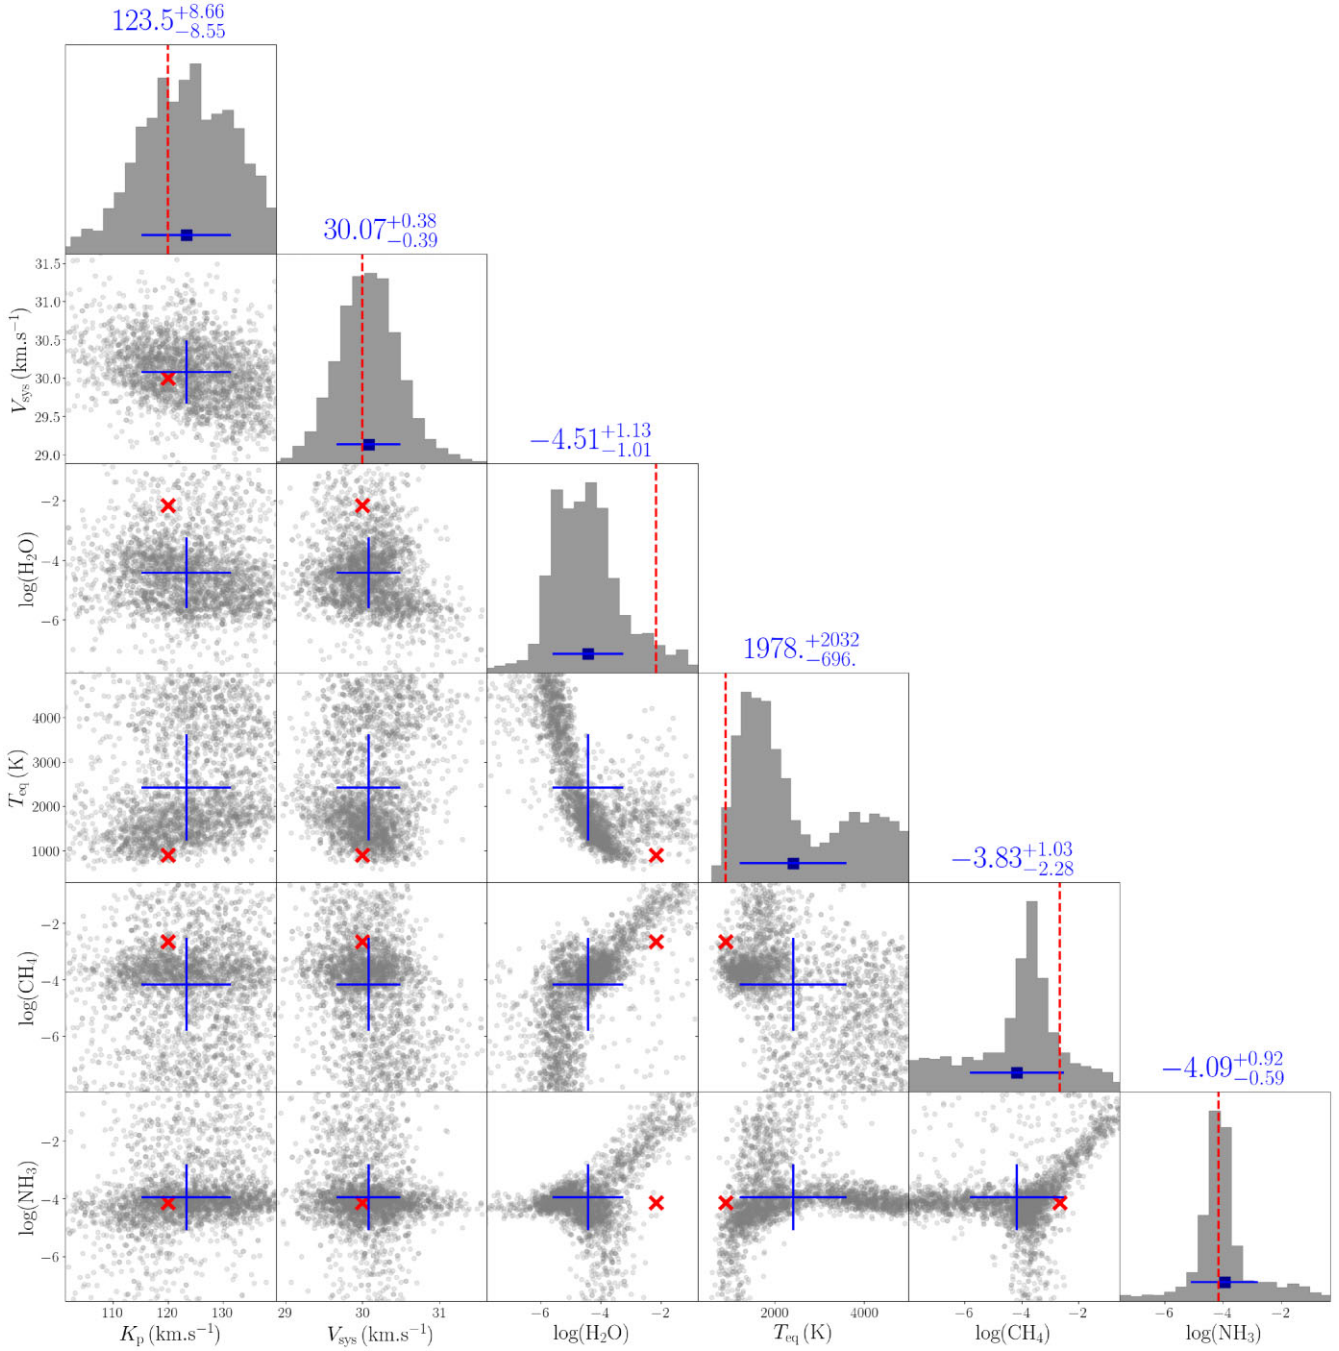 123.5+8.66−8.55
30.07+0.38−0.39
−4.51+1.13−1.01
1978.+2032−696.
−3.83+1.03−2.28
−4.09+0.92−0.59
31.5
31.0
30.5
30.0
29.5
29.0
Vsys (km.s−1)
−2
−4
−6
log(H2O)
4000
3000
2000
1000
Teq (K)
−2
−4
−6
log(CH4)
−2
−4
−6
log(NH3)
110 120 130
29 30 31
−6 −4 −2
2000 4000
−6 −4 −2
−6 −4 −2
Kp (km.s−1)
Vsys (km.s−1)
log(H2O)
Teq (K)
log(CH4)
log(NH3)